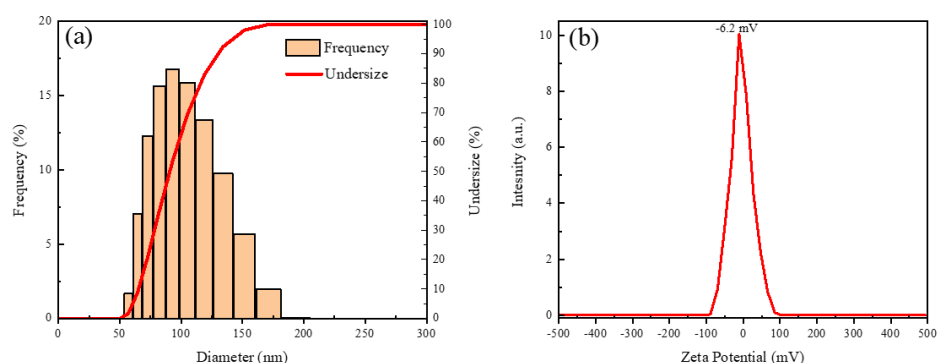 (a)
Frequency
Undersize
Frequency (%)
20
15
10
5
0
100
90
80
70
60
50
40
30
20
10
0
Undersize (%)
0 50 100 150 200 250 300
Diameter (nm)
(b)
-6.2 mV
Intesnity (a.u.)
10
8
6
4
2
0
-500 -400 -300 -200 -100 0 100 200 300 400 500
Zeta Potential (mV)